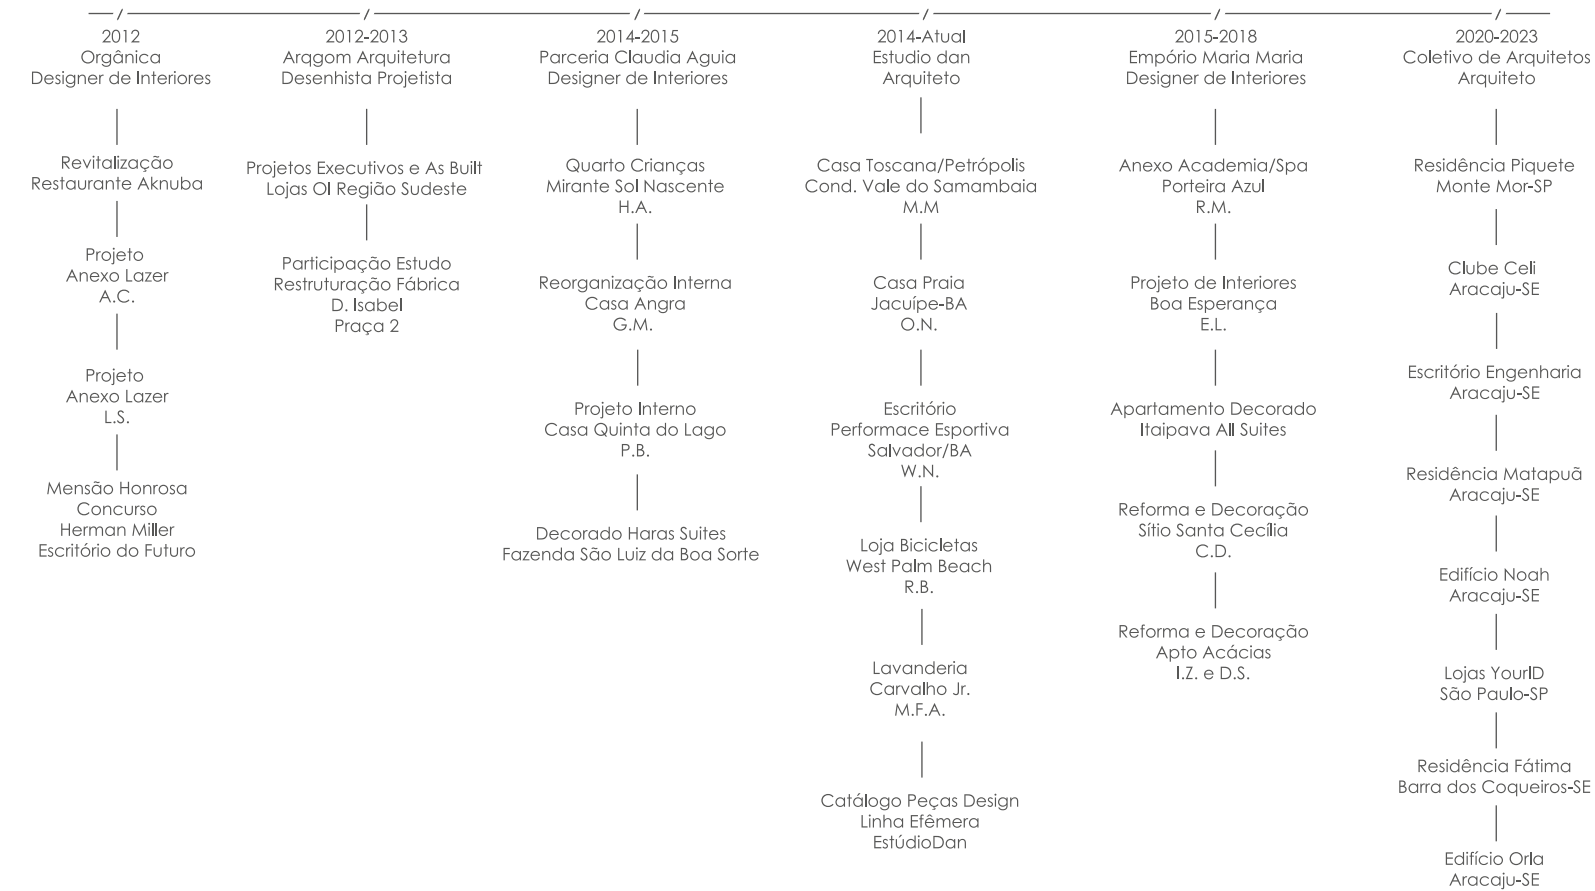 2012
Orgânica
Designer de Interiores
Revitalização
Restaurante Aknuba
Projeto
Anexo Lazer
A.C.
Projeto
Anexo Lazer
L.S.
Mensão Honrosa
Concurso
Herman Miller
Escritório do Futuro
2012-2013
Arqgom Arquitetura
Desenhista Projetista
Projetos Executivos e As Built
Lojas OI Região Sudeste
Participação Estudo
Restruturação Fábrica
D. Isabel
Praça 2
2014-2015
Parceria Claudia Aguia
Designer de Interiores
Quarto Crianças
Mirante Sol Nascente
H.A.
Reorganização Interna
Casa Angra
G.M.
Projeto Interno
Casa Quinta do Lago
P.B.
Decorado Haras Suites
Fazenda São Luiz da Boa Sorte
2014-Atual
Estudio dan
Arquiteto
Casa Toscana/Petrópolis
Cond. Vale do Samambaia
M.M
Casa Praia
Jacuípe-BA
O.N.
Escritório
Performace Esportiva
Salvador/BA
W.N.
Loja Bicicletas
West Palm Beach
R.B.
Lavanderia
Carvalho Jr.
M.F.A.
Catálogo Peças Design
Linha Efêmera
EstúdioDan
2015-2018
Empório Maria Maria
Designer de Interiores
Anexo Academia/Spa
Porteira Azul
R.M.
Projeto de Interiores
Boa Esperança
E.L.
Apartamento Decorado
Itaipava All Suites
Reforma e Decoração
Sítio Santa Cecília
C.D.
Reforma e Decoração
Apto Acácias
I.Z. e D.S.
2020-2023
Coletivo de Arquitetos
Arquiteto
Residência Piquete
Monte Mor-SP
Clube Celi
Aracaju-SE
Escritório Engenharia
Aracaju-SE
Residência Matapuã
Aracaju-SE
Edifício Noah
Aracaju-SE
Lojas YourID
São Paulo-SP
Residência Fátima
Barra dos Coqueiros-SE
Edifício Orla
Aracaju-SE